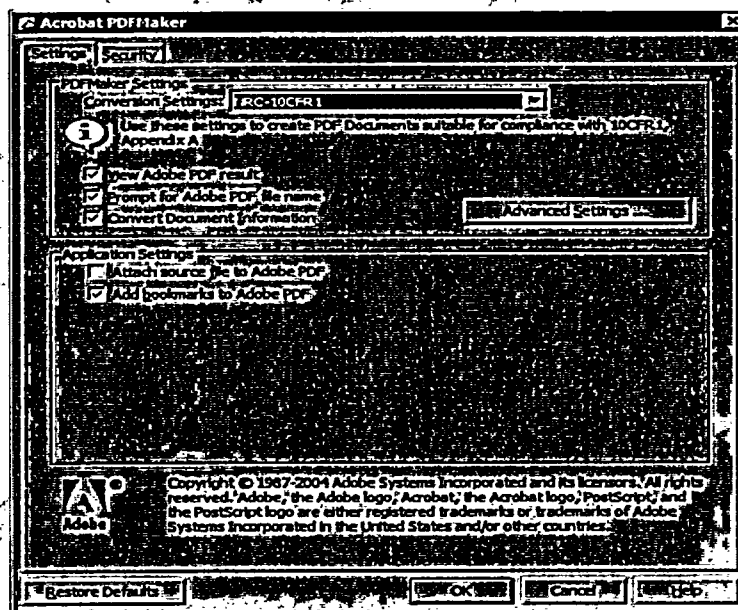 Acrobat PDFMaker
Settings Security
PDFMaker Settings
Conversion Settings: NRC-10CFR1
Use these settings to create PDF Documents suitable for compliance with 10CFR1,
Appendix A
View Adobe PDF result
Prompt for Adobe PDF file name
Convert Document Information
Advanced Settings ...
Application Settings
Attach source file to Adobe PDF
Add bookmarks to Adobe PDF
Copyright © 1987-2004 Adobe Systems Incorporated and its licensors. All rights
reserved. Adobe, the Adobe logo, Acrobat, the Acrobat logo, PostScript, and
the PostScript logo are either registered trademarks or trademarks of Adobe
Systems Incorporated in the United States and/or other countries.
Adobe
Restore Defaults OK Cancel Help